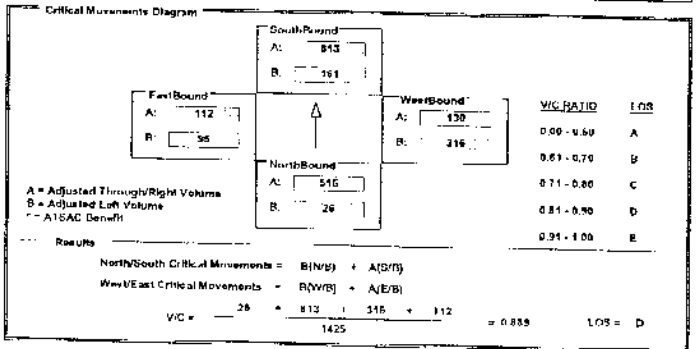 Critical Movements Diagram
SouthBound
A: 813
B: 161
EastBound
A: 112
B:
WestBound
A: 130
B: 316
V/C RATIO LOS
0.00 - 0.60 A
0.61 - 0.70 B
0.71 - 0.80 C
0.81 - 0.90 D
0.91 - 1.00 E
NorthBound
A: 515
B: 26
A = Adjusted Through/Right Volume
B = Adjusted Left Volume
* = ATSAC Benefit
Results
North/South Critical Movements = B(N/B) + A(S/B)
West/East Critical Movements = B(W/B) + A(E/B)
V/C = 26 + 813 + 316 + 112
1425
= 0.889 LOS = D